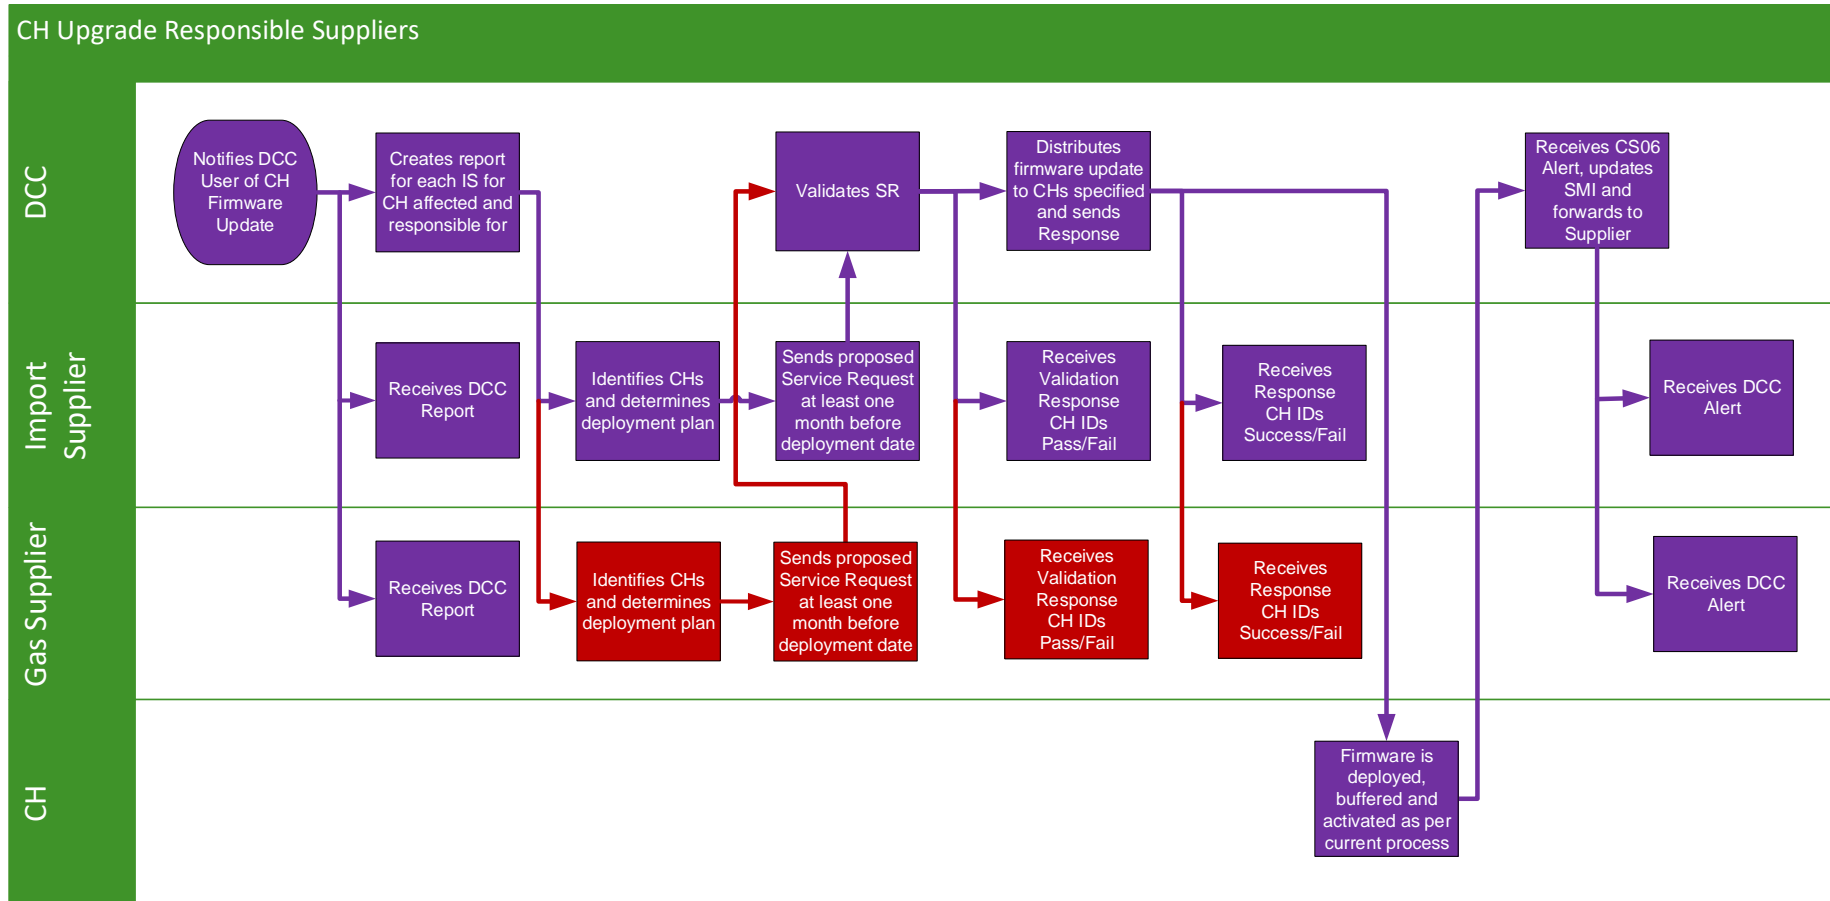 CH Upgrade Responsible Suppliers
DCC
Notifies DCC
User of CH
Firmware
Update
Creates report
for each IS for
CH affected and
responsible for
Validates SR
Distributes
firmware update
to CHs specified
and sends
Response
Receives CS06
Alert, updates
SMI and
forwards to
Supplier
Import
Supplier
Receives DCC
Report
Identifies CHs
and determines
deployment plan
Sends proposed
Service Request
at least one
month before
deployment date
Receives
Validation
Response
CH IDs
Pass/Fail
Receives
Response
CH IDs
Success/Fail
Receives DCC
Alert
Gas Supplier
Receives DCC
Report
Identifies CHs
and determines
deployment plan
Sends proposed
Service Request
at least one
month before
deployment date
Receives
Validation
Response
CH IDs
Pass/Fail
Receives
Response
CH IDs
Success/Fail
Receives DCC
Alert
CH
Firmware is
deployed,
buffered and
activated as per
current process